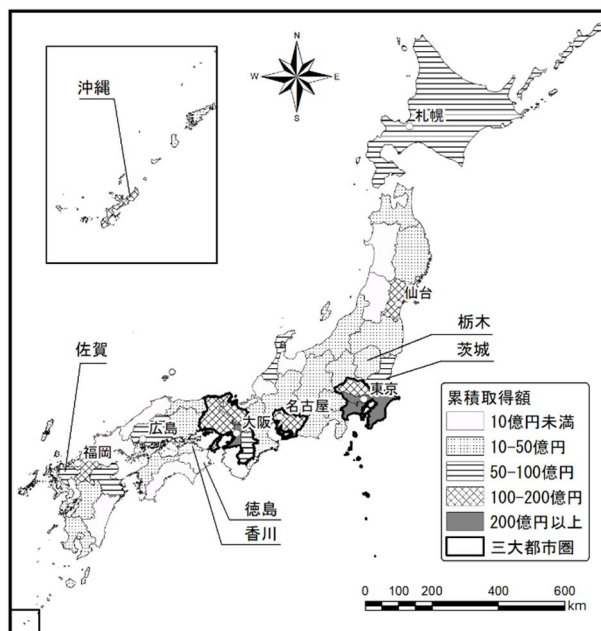 N
W
E
S
沖縄
札幌
仙台
栃木
茨城
佐賀
東京
名古屋
大阪
広島
福岡
徳島
香川
累積取得額
10億円未満
10-50億円
50-100億円
100-200億円
200億円以上
三大都市圏
0
200
400
600
km